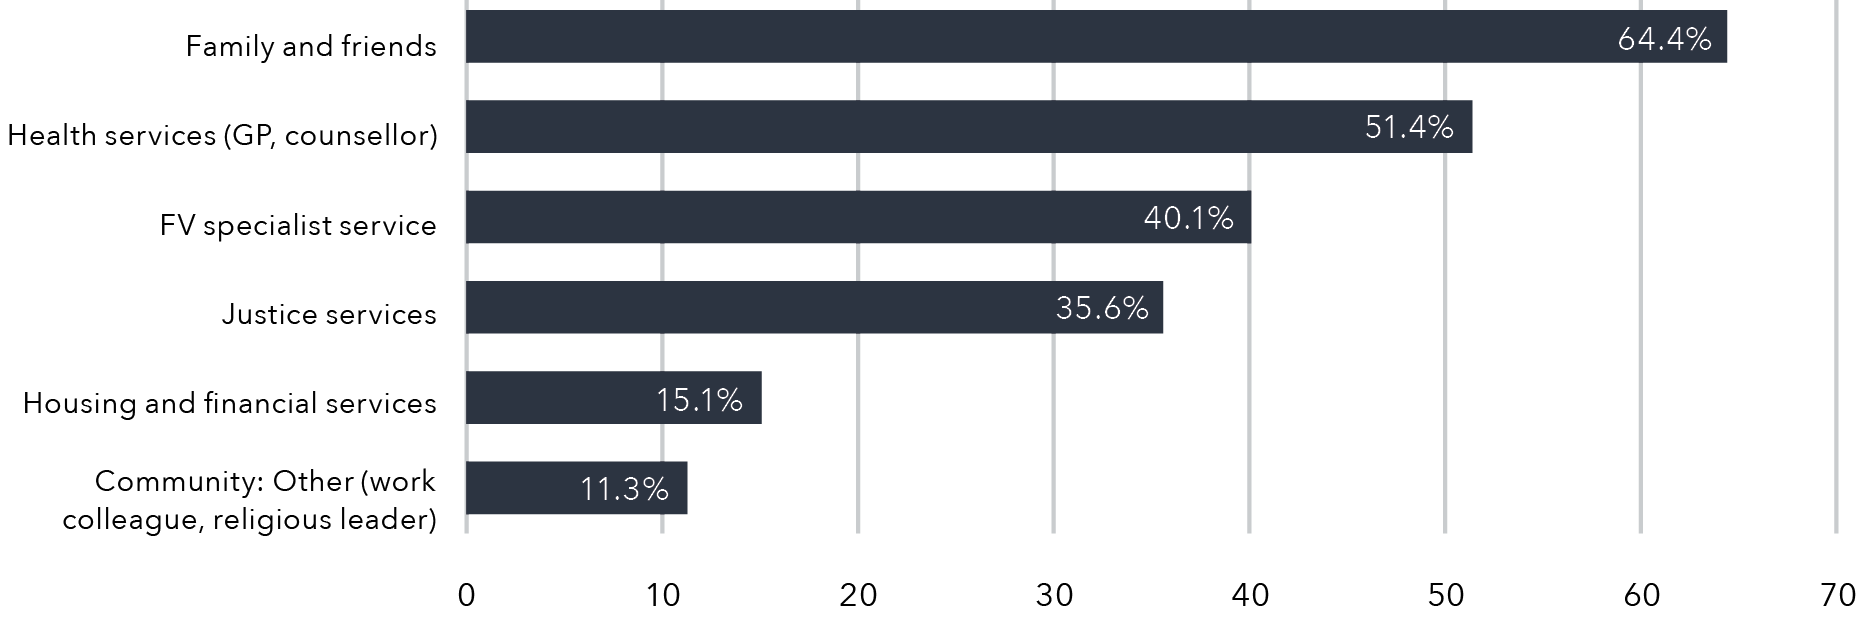 Family and friends 64.4%
Health services (GP, counsellor) 51.4%
FV specialist service 40.1%
Justice services 35.6%
Housing and financial services 15.1%
Community: Other (work
colleague, religious leader) 11.3%
0 10 20 30 40 50 60 70